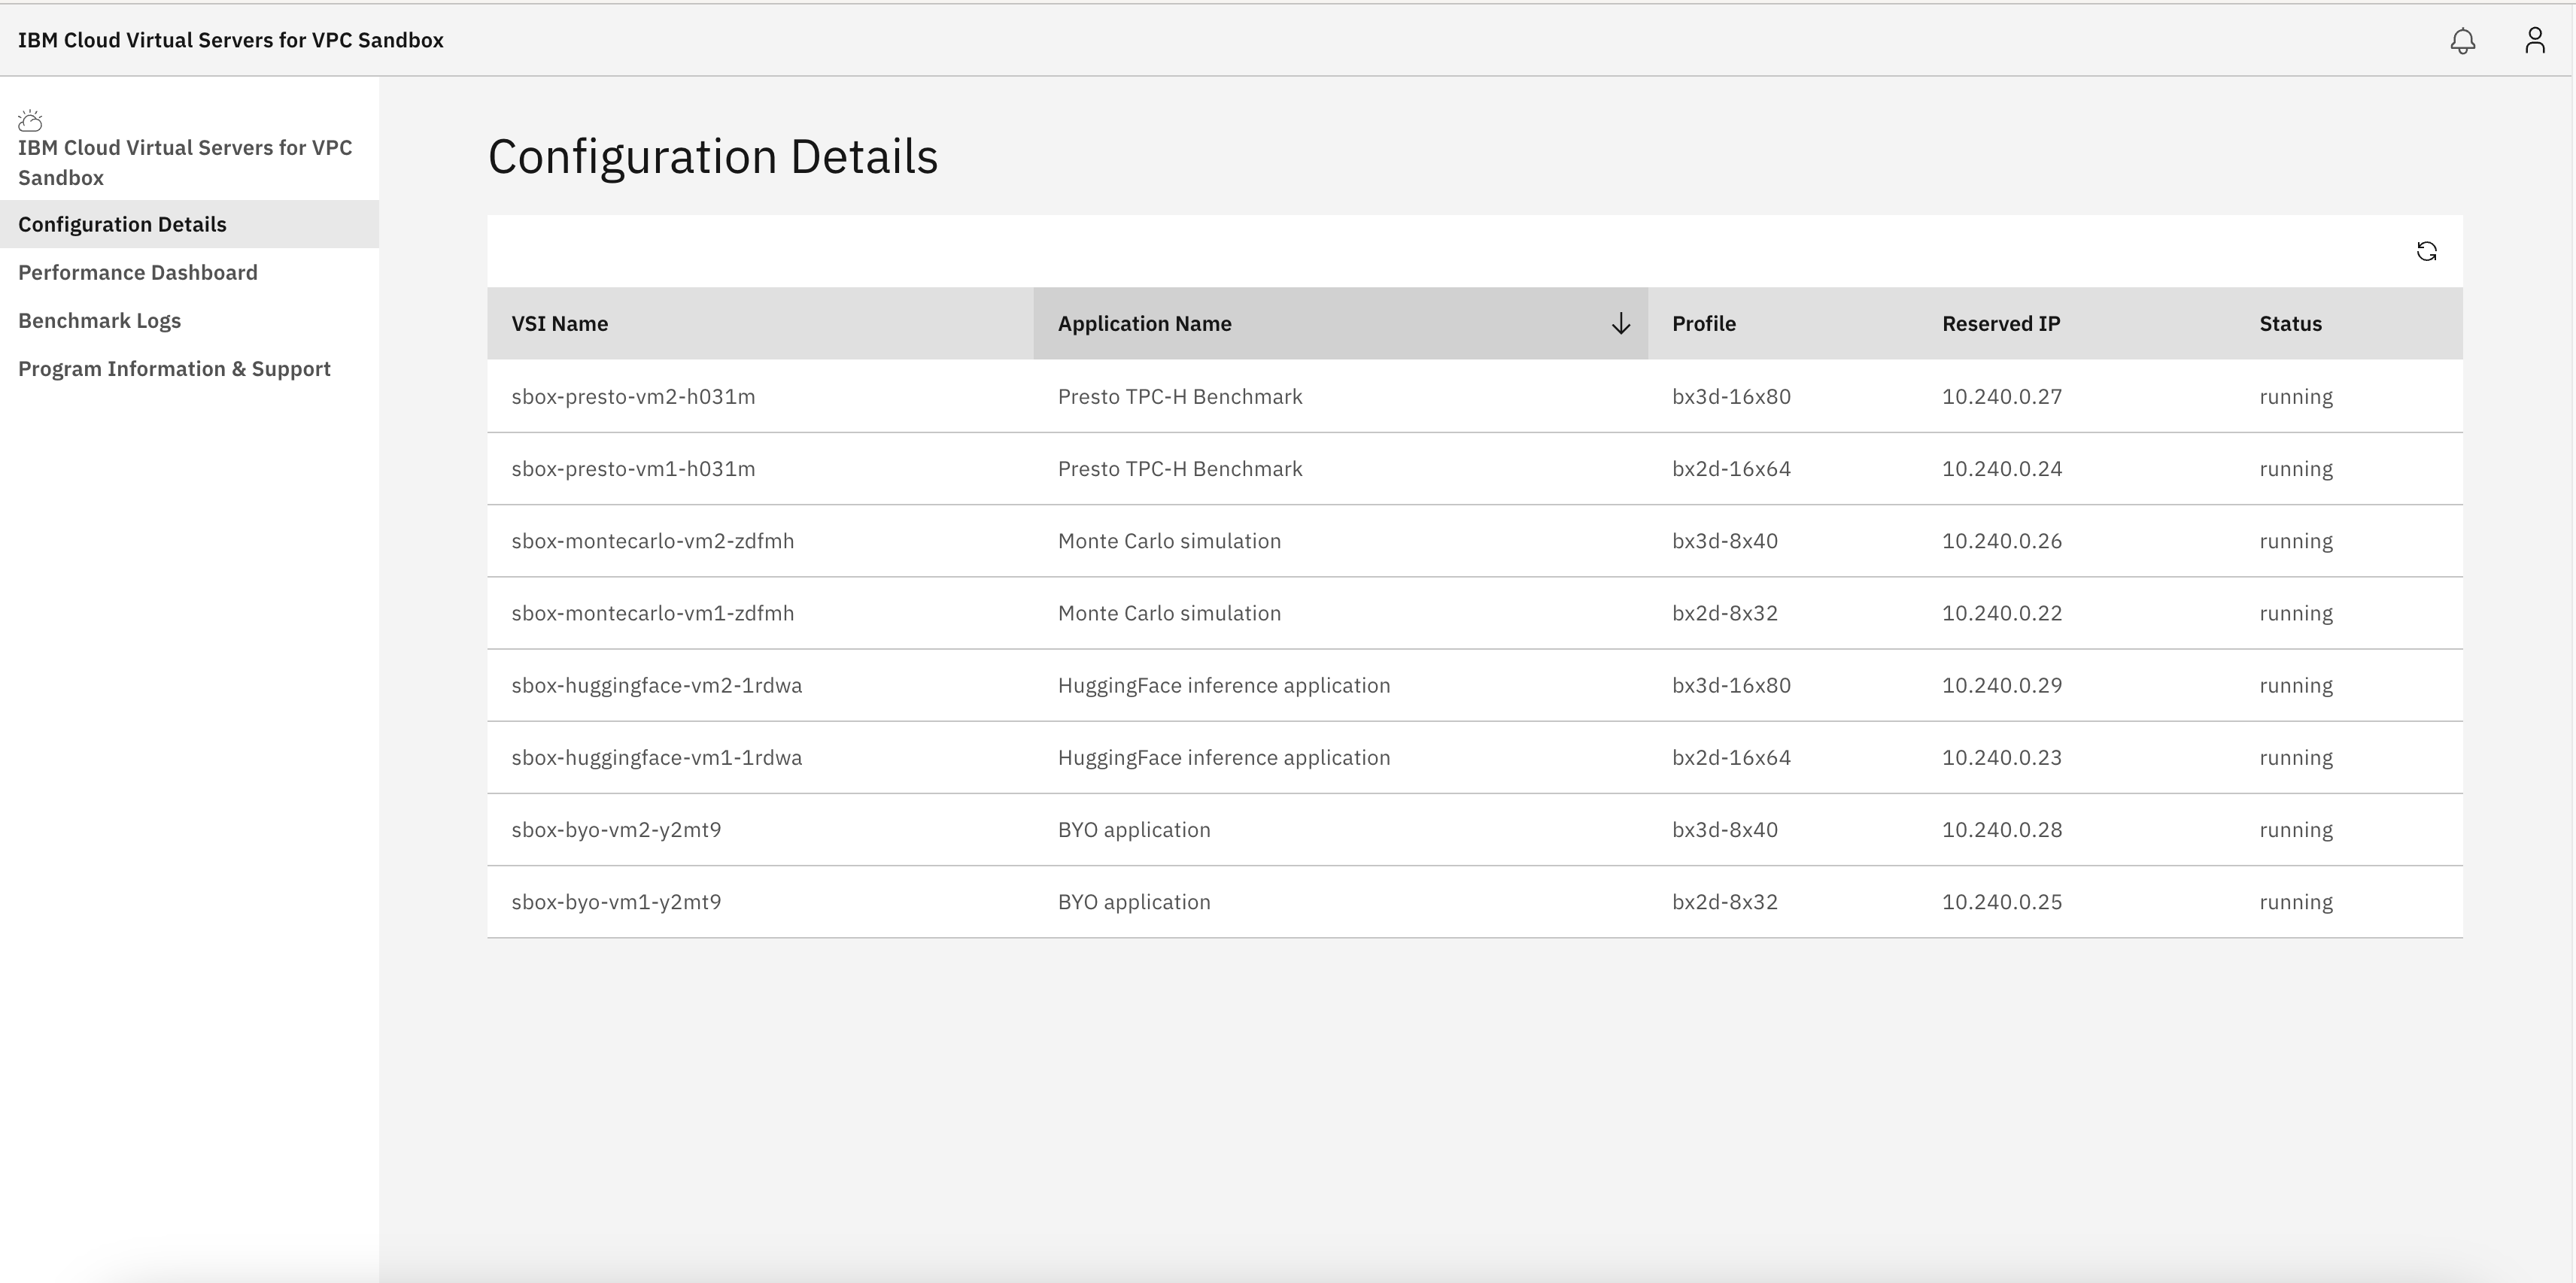 IBM Cloud Virtual Servers for VPC Sandbox
IBM Cloud Virtual Servers for VPC
Sandbox
Configuration Details
Performance Dashboard
Benchmark Logs
Program Information & Support
Configuration Details
VSI Name Application Name Profile Reserved IP Status
sbox-presto-vm2-h031m Presto TPC-H Benchmark bx3d-16x80 10.240.0.27 running
sbox-presto-vm1-h031m Presto TPC-H Benchmark bx2d-16x64 10.240.0.24 running
sbox-montecarlo-vm2-zdfmh Monte Carlo simulation bx3d-8x40 10.240.0.26 running
sbox-montecarlo-vm1-zdfmh Monte Carlo simulation bx2d-8x32 10.240.0.22 running
sbox-huggingface-vm2-1rdwa HuggingFace inference application bx3d-16x80 10.240.0.29 running
sbox-huggingface-vm1-1rdwa HuggingFace inference application bx2d-16x64 10.240.0.23 running
sbox-byo-vm2-y2mt9 BYO application bx3d-8x40 10.240.0.28 running
sbox-byo-vm1-y2mt9 BYO application bx2d-8x32 10.240.0.25 running